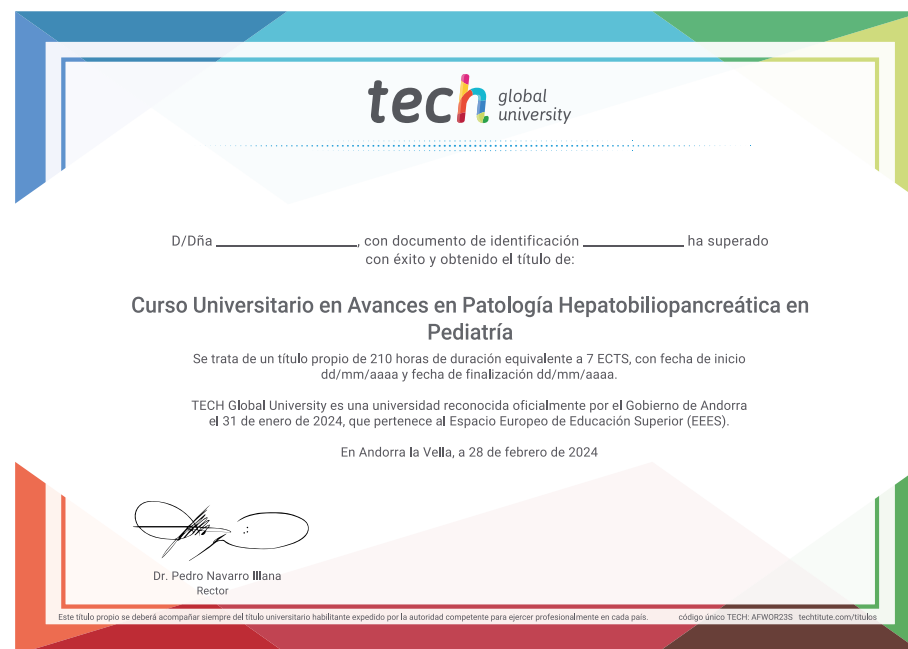 tech global university
D/Dña ______________, con documento de identificación __________ ha superado
con éxito y obtenido el título de:
Curso Universitario en Avances en Patología Hepatobiliopancreática en
Pediatría
Se trata de un título propio de 210 horas de duración equivalente a 7 ECTS, con fecha de inicio
dd/mm/aaaa y fecha de finalización dd/mm/aaaa.
TECH Global University es una universidad reconocida oficialmente por el Gobierno de Andorra
el 31 de enero de 2024, que pertenece al Espacio Europeo de Educación Superior (EEES).
En Andorra la Vella, a 28 de febrero de 2024
Dr. Pedro Navarro Illana
Rector
Este título propio se deberá acompañar siempre del título universitario habilitante expedido por la autoridad competente para ejercer profesionalmente en cada país. código único TECH: AFWOR23S techtitute.com/titulos